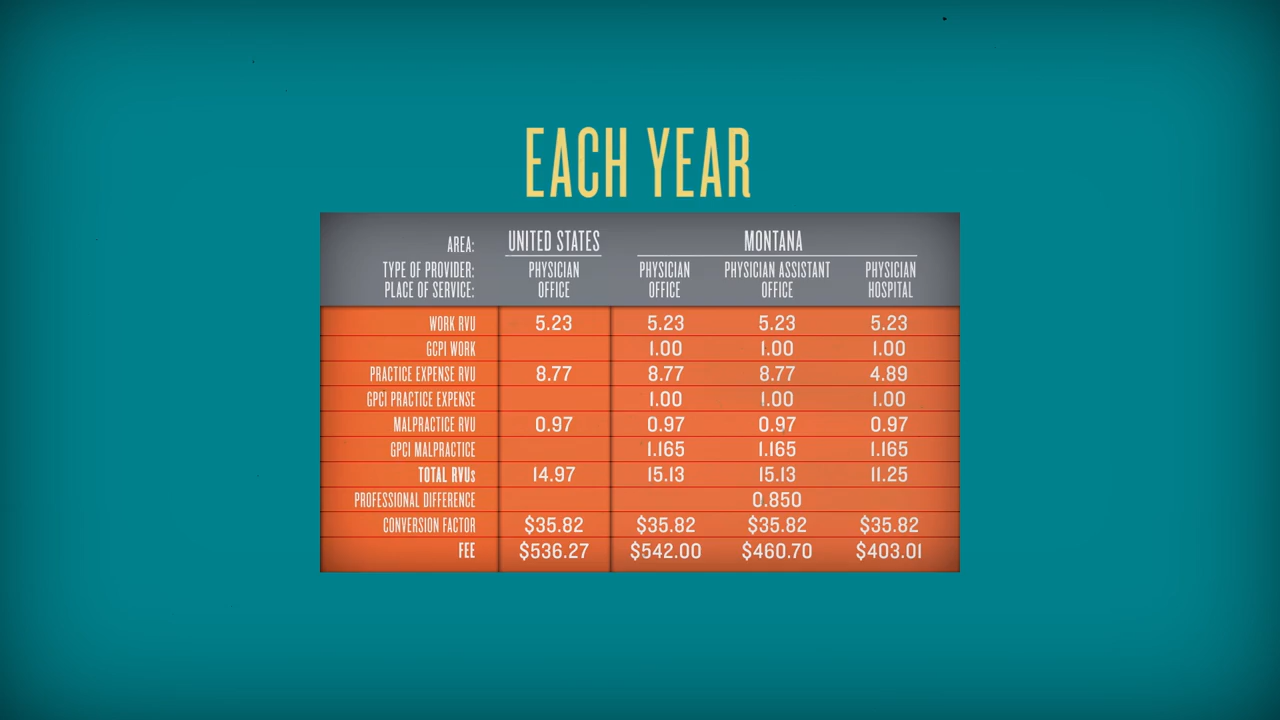 EACH YEAR
AREA: UNITED STATES MONTANA
TYPE OF PROVIDER: PHYSICIAN PHYSICIAN PHYSICIAN ASSISTANT PHYSICIAN
PLACE OF SERVICE: OFFICE OFFICE OFFICE HOSPITAL
WORK RVU 5.23 5.23 5.23 5.23
GCPI WORK 1.00 1.00 1.00
PRACTICE EXPENSE RVU 8.77 8.77 8.77 4.89
GPCI PRACTICE EXPENSE 1.00 1.00 1.00
MALPRACTICE RVU 0.97 0.97 0.97 0.97
GPCI MALPRACTICE 1.165 1.165 1.165
TOTAL RVUs 14.97 15.13 15.13 11.25
PROFESSIONAL DIFFERENCE 0.850
CONVERSION FACTOR $35.82 $35.82 $35.82 $35.82
FEE $536.27 $542.00 $460.70 $403.01